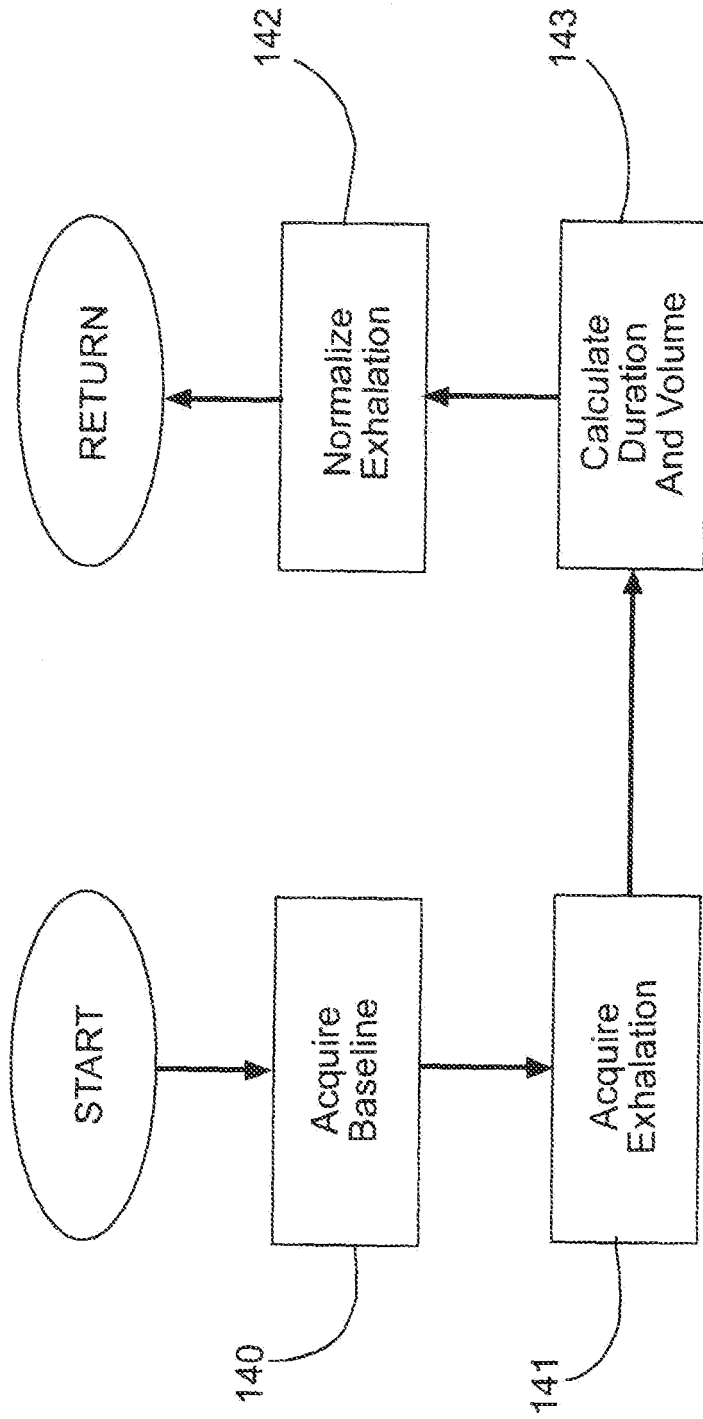 START
140
Acquire
Baseline
141
Acquire
Exhalation
143
Calculate
Duration
And Volume
142
Normalize
Exhalation
RETURN